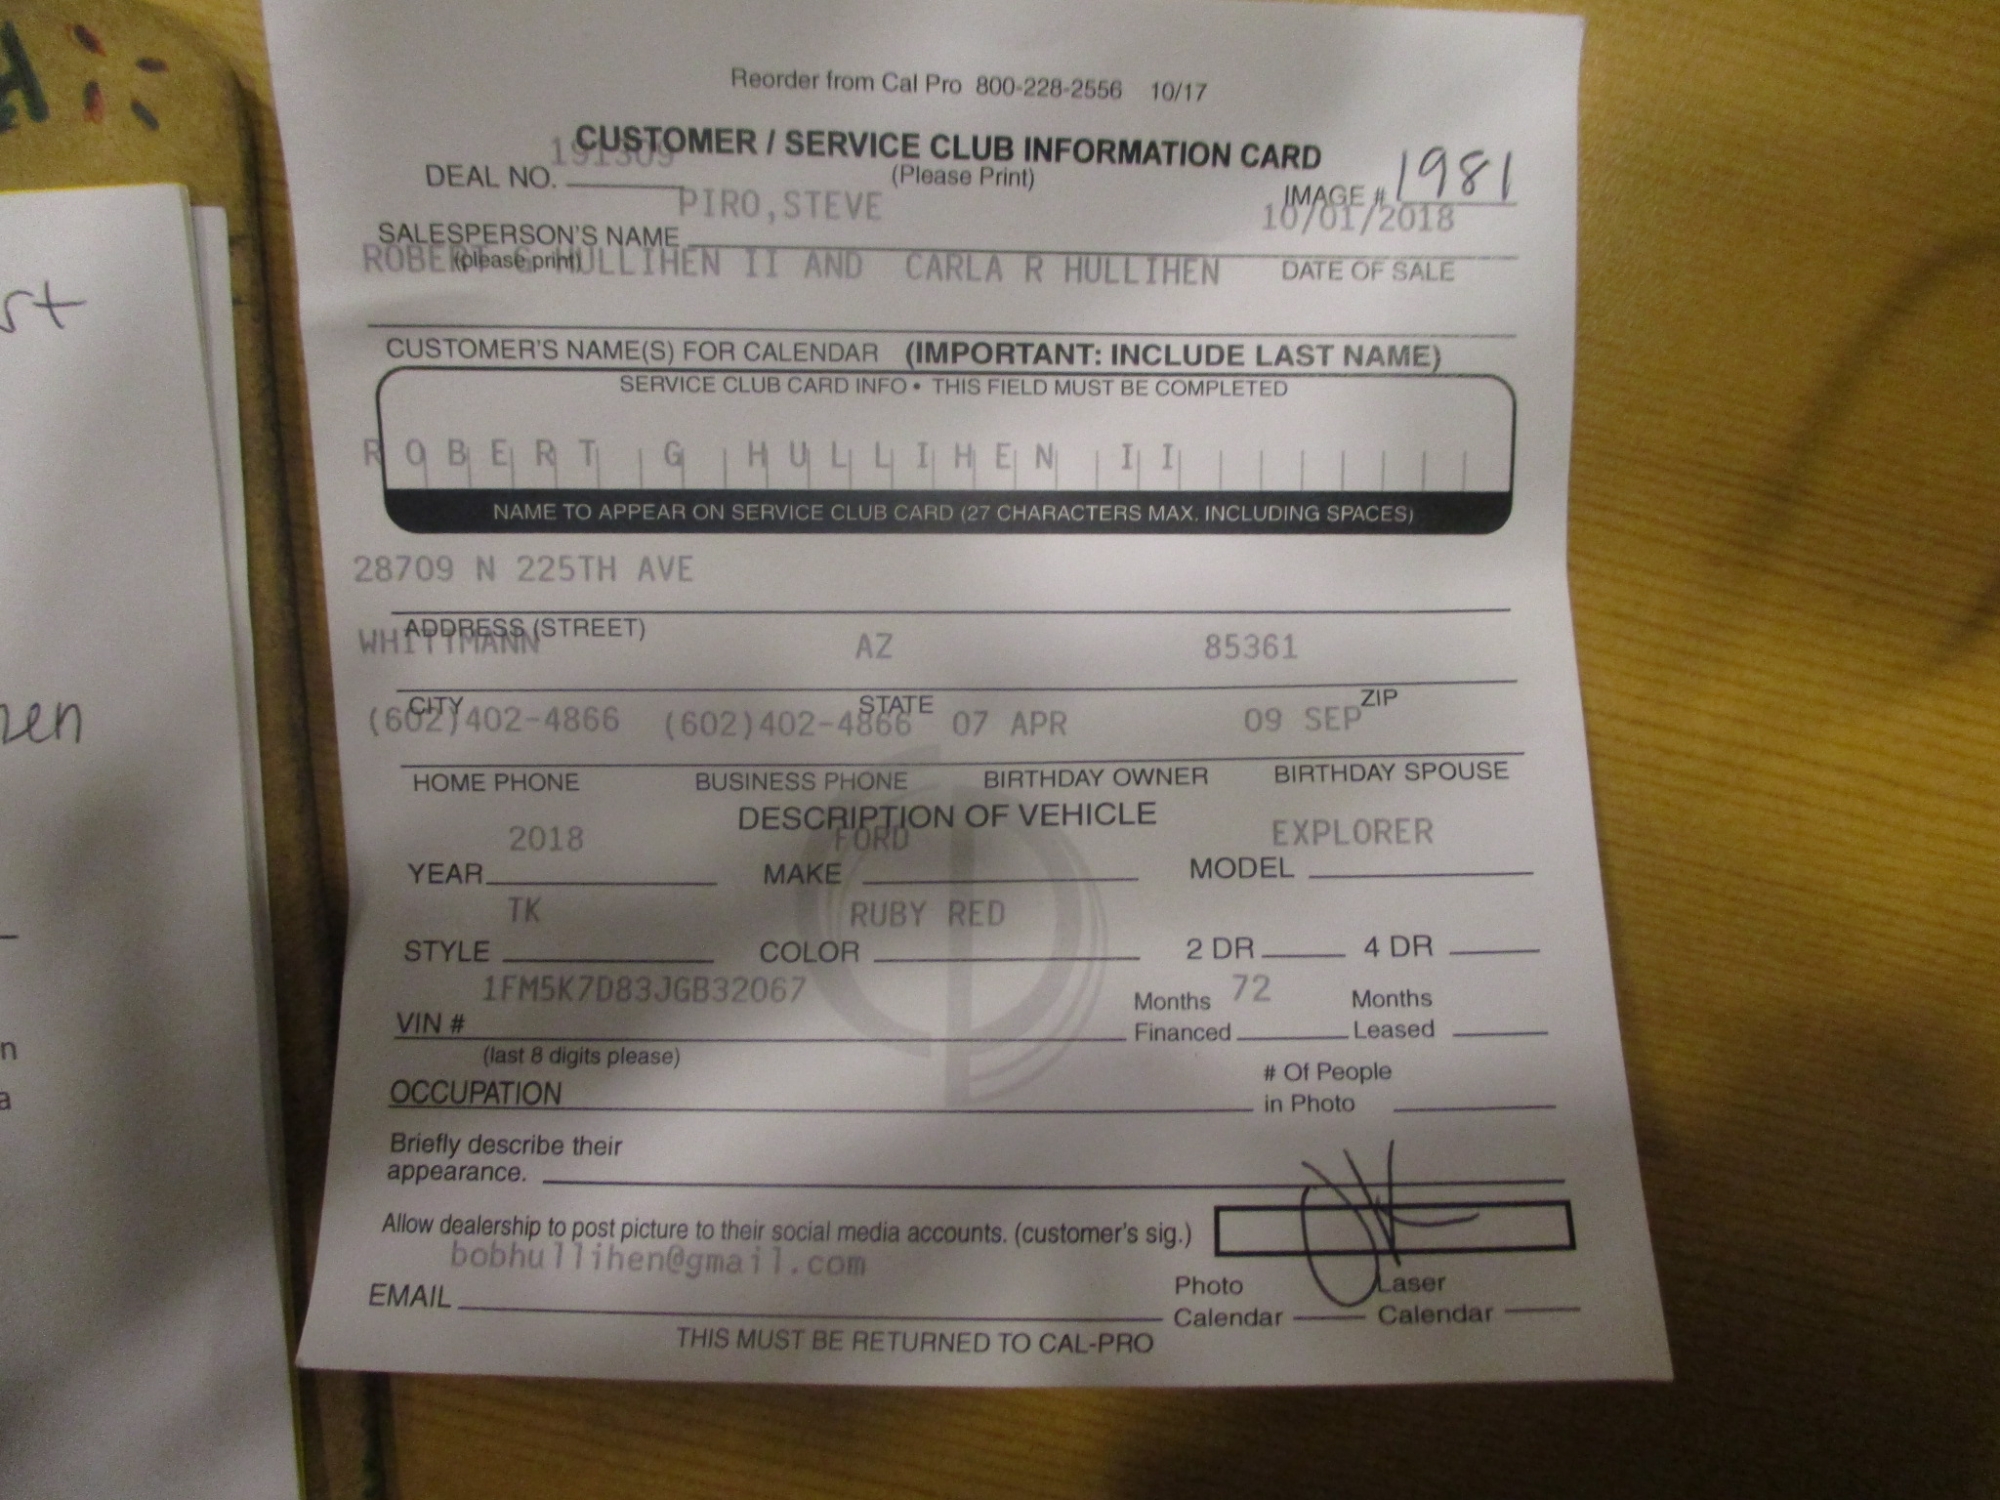 Reorder from Cal Pro 800-228-2556 10/17
CUSTOMER / SERVICE CLUB INFORMATION CARD
191309
DEAL NO. (Please Print) IMAGE # 1981
PIRO,STEVE 10/01/2018
SALESPERSON'S NAME
(please print)
ROBERT G HULLIHEN II AND CARLA R HULLIHEN DATE OF SALE
CUSTOMER'S NAME(S) FOR CALENDAR (IMPORTANT: INCLUDE LAST NAME)
SERVICE CLUB CARD INFO • THIS FIELD MUST BE COMPLETED
ROBERT G HULLIHEN II
NAME TO APPEAR ON SERVICE CLUB CARD (27 CHARACTERS MAX. INCLUDING SPACES)
28709 N 225TH AVE
ADDRESS (STREET)
WHITTMANN AZ 85361
CITY STATE ZIP
(602)402-4866 (602)402-4866 07 APR 09 SEP
HOME PHONE BUSINESS PHONE BIRTHDAY OWNER BIRTHDAY SPOUSE
DESCRIPTION OF VEHICLE
2018 FORD EXPLORER
YEAR MAKE MODEL
TK RUBY RED
STYLE COLOR 2 DR 4 DR
1FM5K7D83JGB32067 Months 72 Months
VIN # Financed Leased
(last 8 digits please)
# Of People
OCCUPATION in Photo
Briefly describe their
appearance.
Allow dealership to post picture to their social media accounts. (customer's sig.)
bobhullihen@gmail.com
Photo Laser
EMAIL Calendar Calendar
THIS MUST BE RETURNED TO CAL-PRO